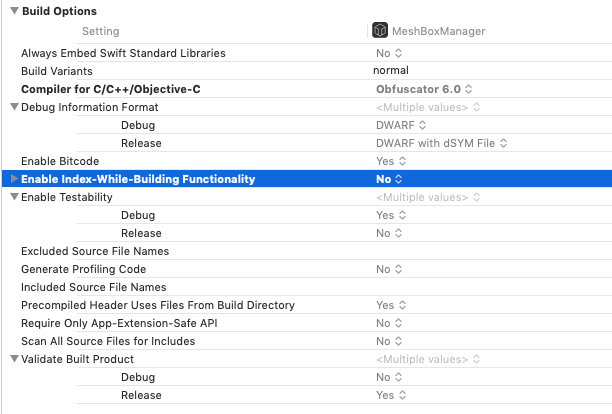 Build Options
Setting MeshBoxManager
Always Embed Swift Standard Libraries No
Build Variants normal
Compiler for C/C++/Objective-C Obfuscator 6.0
Debug Information Format <Multiple values>
Debug DWARF
Release DWARF with dSYM File
Enable Bitcode Yes
Enable Index-While-Building Functionality No
Enable Testability <Multiple values>
Debug Yes
Release No
Excluded Source File Names
Generate Profiling Code No
Included Source File Names
Precompiled Header Uses Files From Build Directory Yes
Require Only App-Extension-Safe API No
Scan All Source Files for Includes No
Validate Built Product <Multiple values>
Debug No
Release Yes